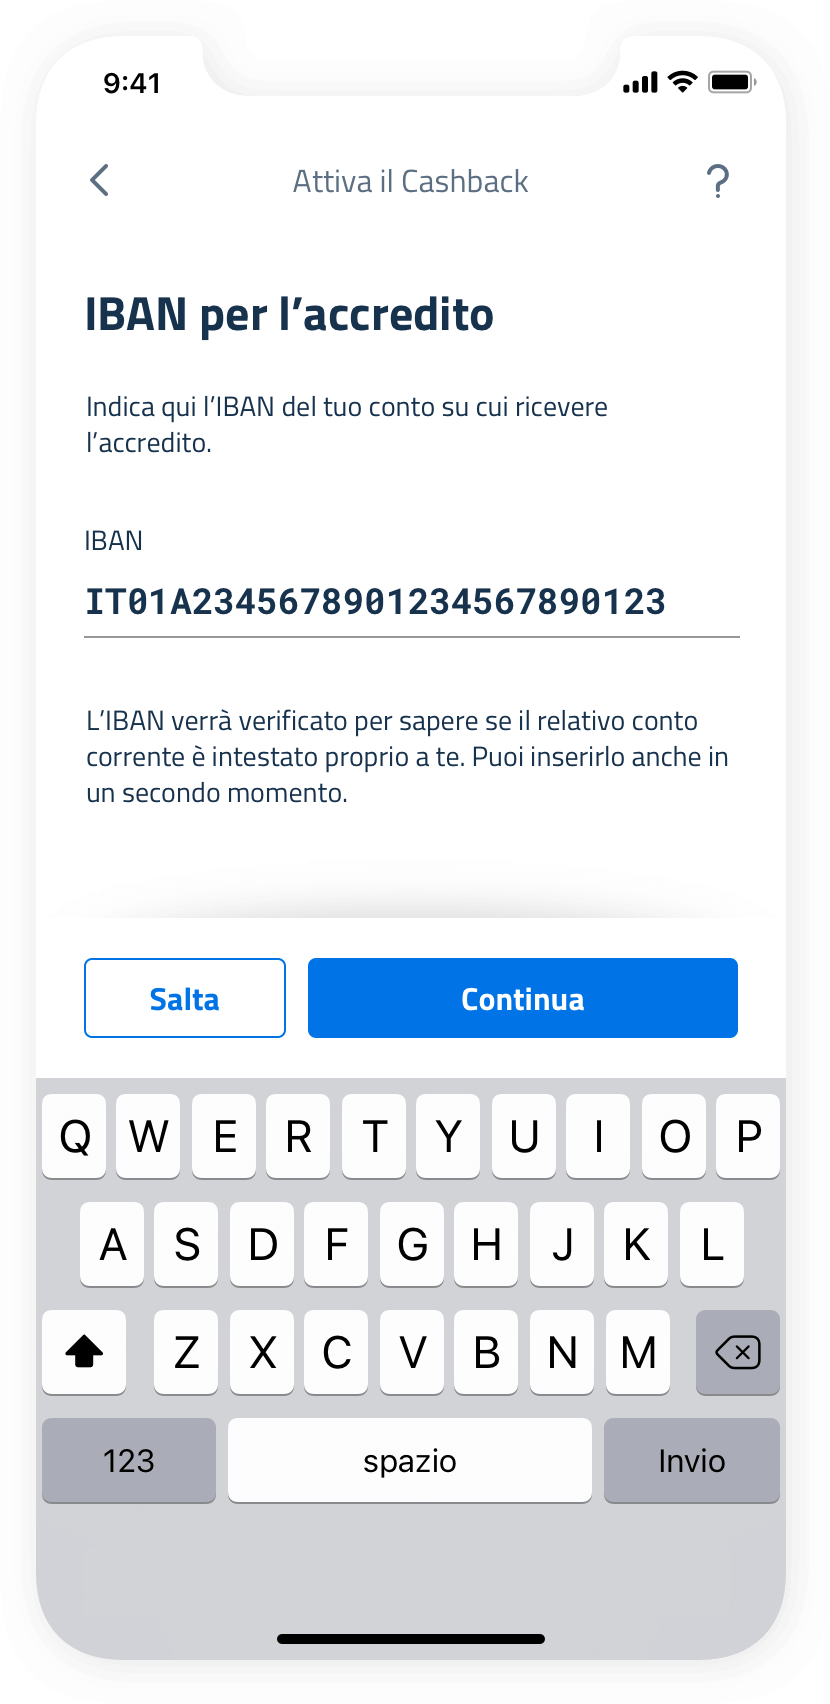 9:41
Attiva il Cashback
?
IBAN per l’accredito
Indica qui l’IBAN del tuo conto su cui ricevere
l’accredito.
IBAN
IT01A2345678901234567890123
L’IBAN verrà verificato per sapere se il relativo conto
corrente è intestato proprio a te. Puoi inserirlo anche in
un secondo momento.
Salta Continua
Q W E R T Y U I O P
A S D F G H J K L
Z X C V B N M
123 spazio Invio